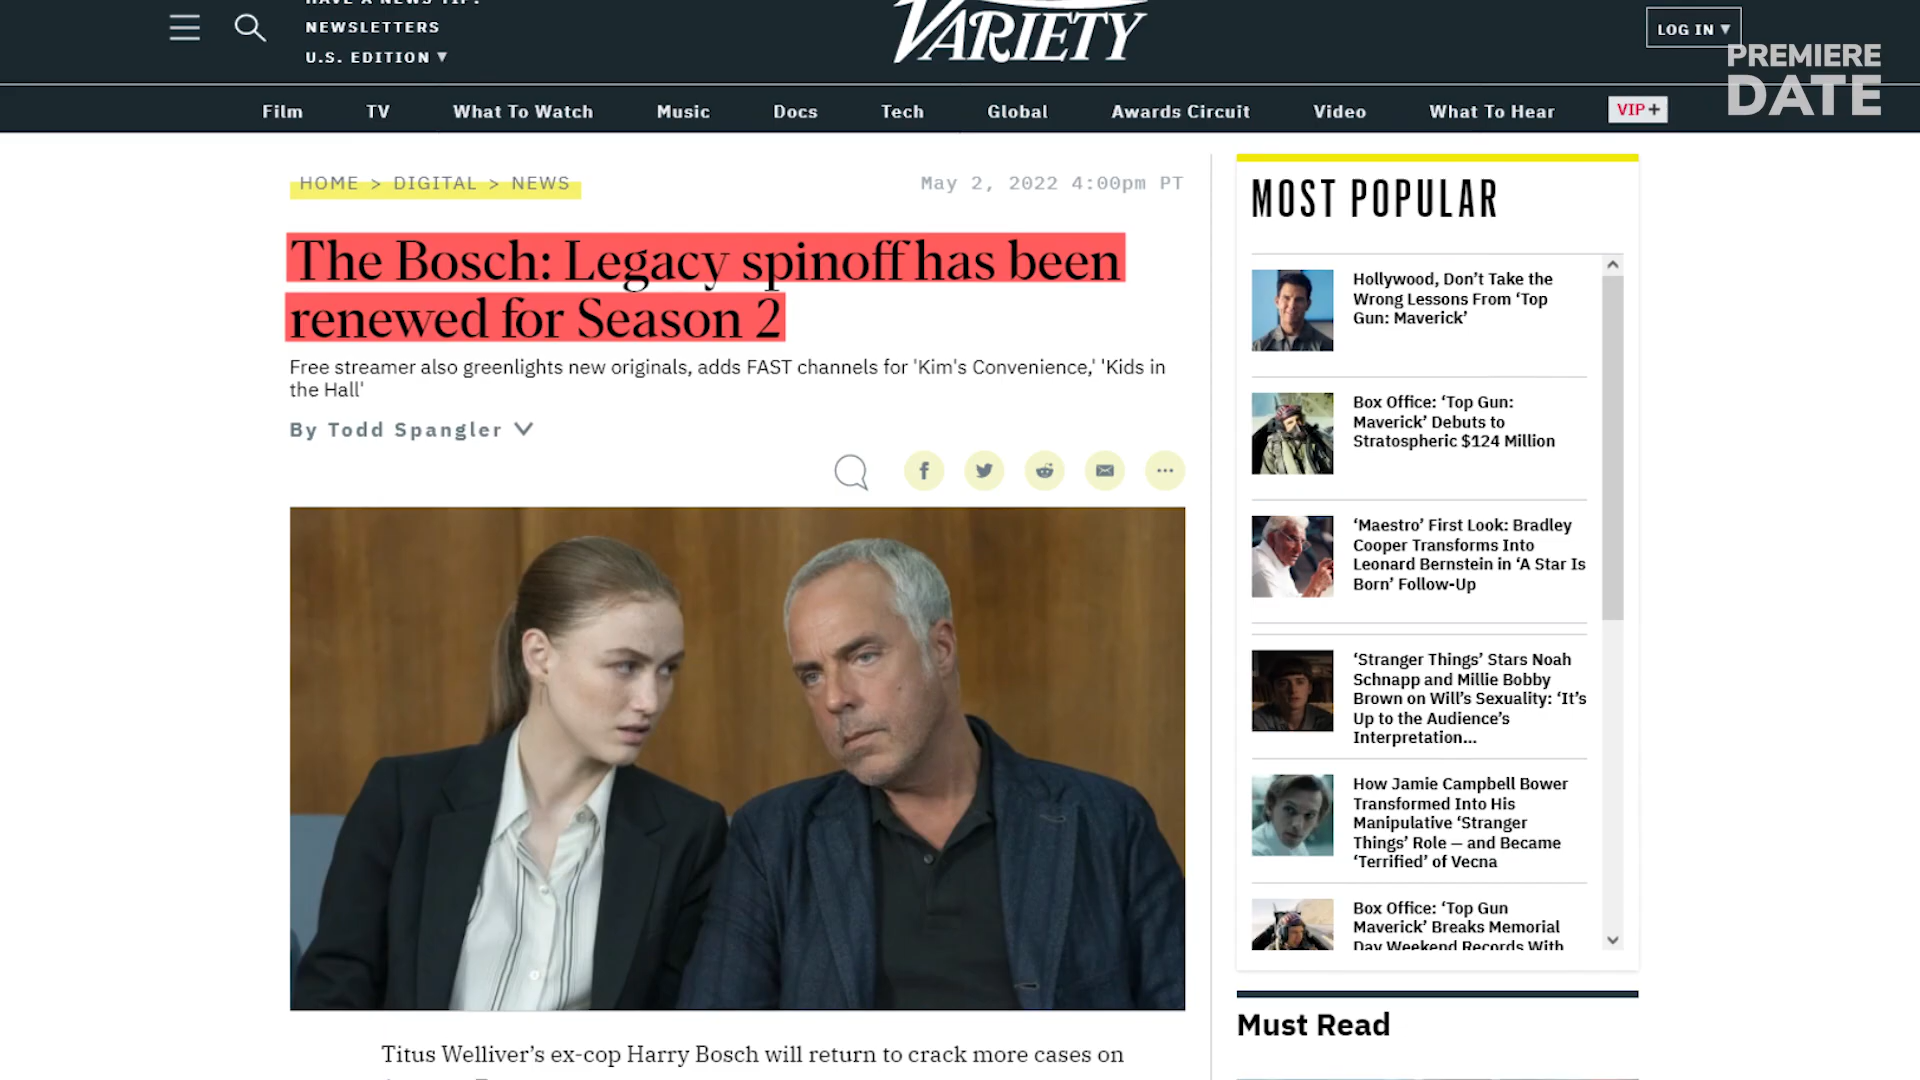 HAVE A NEWS TIP?
NEWSLETTERS
U.S. EDITION
VARIETY
LOG IN
PREMIERE
DATE
Film TV What To Watch Music Docs Tech Global Awards Circuit Video What To Hear VIP+
HOME > DIGITAL > NEWS
May 2, 2022 4:00pm PT
The Bosch: Legacy spinoff has been
renewed for Season 2
Free streamer also greenlights new originals, adds FAST channels for 'Kim's Convenience,' 'Kids in
the Hall'
By Todd Spangler
Titus Welliver’s ex-cop Harry Bosch will return to crack more cases on
MOST POPULAR
Hollywood, Don’t Take the
Wrong Lessons From ‘Top
Gun: Maverick’
Box Office: ‘Top Gun:
Maverick’ Debuts to
Stratospheric $124 Million
‘Maestro’ First Look: Bradley
Cooper Transforms Into
Leonard Bernstein in ‘A Star Is
Born’ Follow-Up
‘Stranger Things’ Stars Noah
Schnapp and Millie Bobby
Brown on Will’s Sexuality: ‘It’s
Up to the Audience’s
Interpretation...
How Jamie Campbell Bower
Transformed Into His
Manipulative ‘Stranger
Things’ Role — and Became
‘Terrified’ of Vecna
Box Office: ‘Top Gun
Maverick’ Breaks Memorial
Day Weekend Records With
Must Read